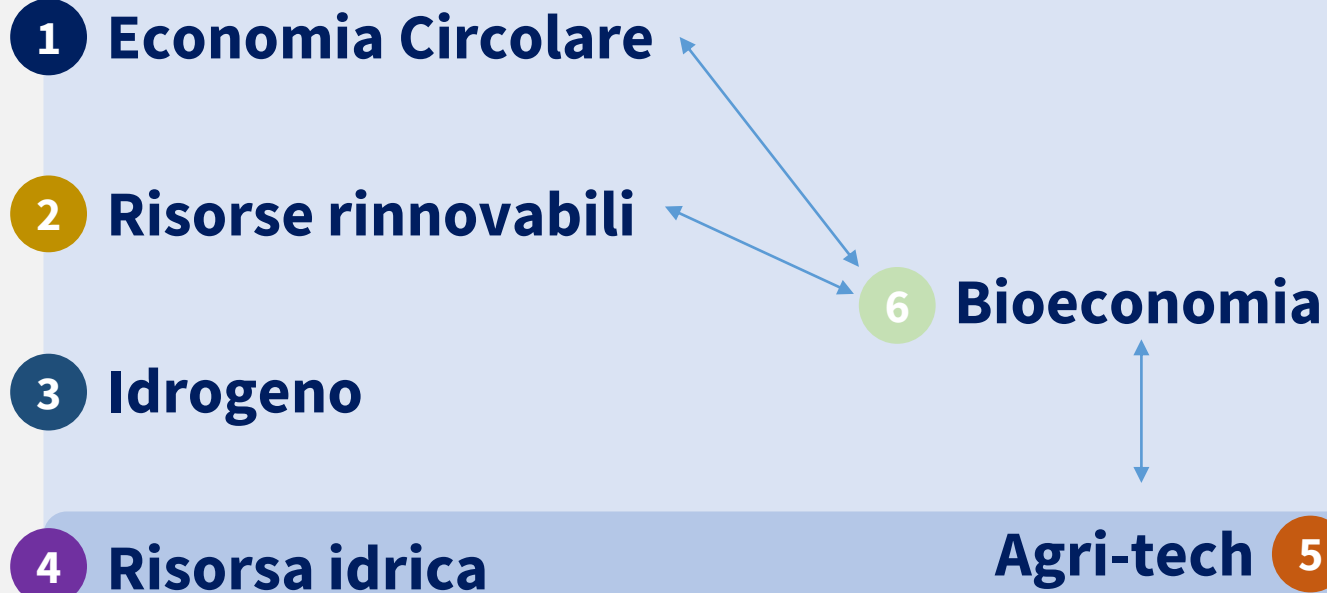 1 Economia Circolare
2 Risorse rinnovabili
6 Bioeconomia
3 Idrogeno
4 Risorsa idrica
Agri-tech 5